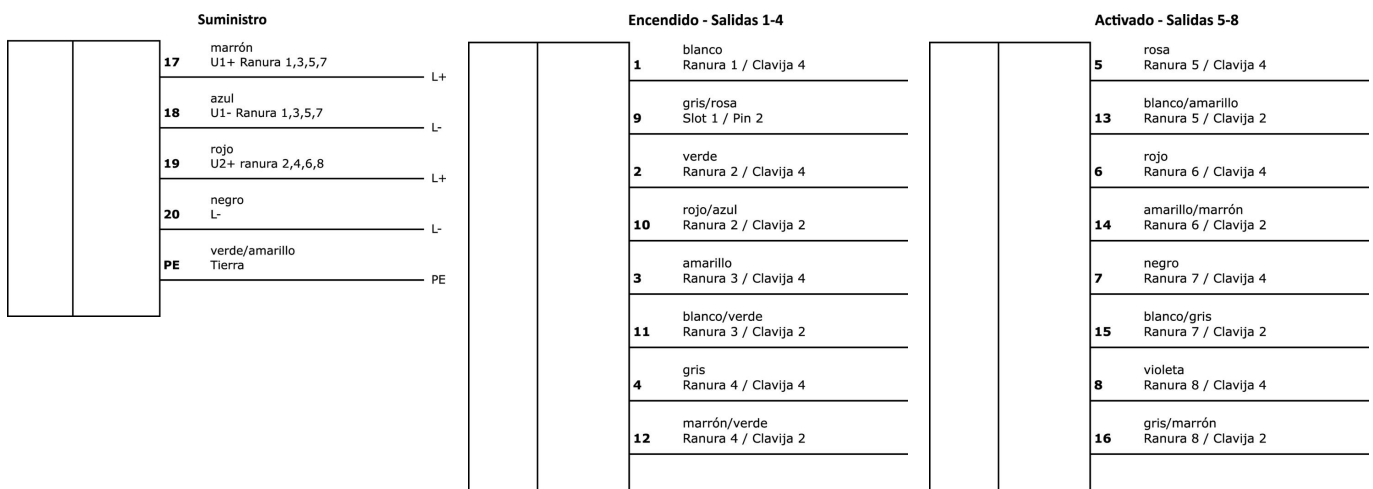 Suministro
marrón
17 U1+ Ranura 1,3,5,7
L+
azul
18 U1- Ranura 1,3,5,7
L-
rojo
19 U2+ ranura 2,4,6,8
L+
negro
20 L-
L-
verde/amarillo
PE Tierra
PE
Encendido - Salidas 1-4
blanco
1 Ranura 1 / Clavija 4
gris/rosa
9 Slot 1 / Pin 2
verde
2 Ranura 2 / Clavija 4
rojo/azul
10 Ranura 2 / Clavija 2
amarillo
3 Ranura 3 / Clavija 4
blanco/verde
11 Ranura 3 / Clavija 2
gris
4 Ranura 4 / Clavija 4
marrón/verde
12 Ranura 4 / Clavija 2
Activado - Salidas 5-8
rosa
5 Ranura 5 / Clavija 4
blanco/amarillo
13 Ranura 5 / Clavija 2
rojo
6 Ranura 6 / Clavija 4
amarillo/marrón
14 Ranura 6 / Clavija 2
negro
7 Ranura 7 / Clavija 4
blanco/gris
15 Ranura 7 / Clavija 2
violeta
8 Ranura 8 / Clavija 4
gris/marrón
16 Ranura 8 / Clavija 2